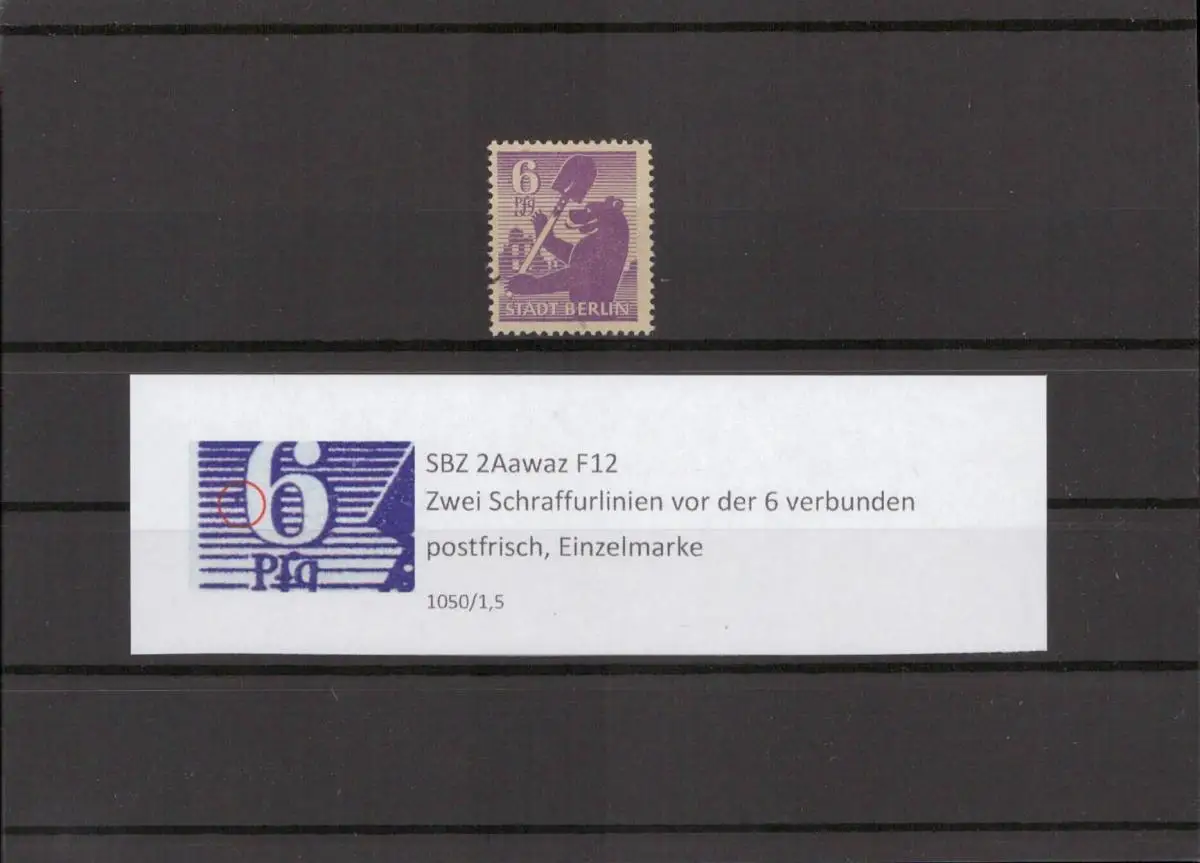 6
Pfg
STADT BERLIN
SBZ 2Aawaz F12
Zwei Schraffurlinien vor der 6 verbunden
postfrisch, Einzelmarke
1050/1,5
6
Pfg